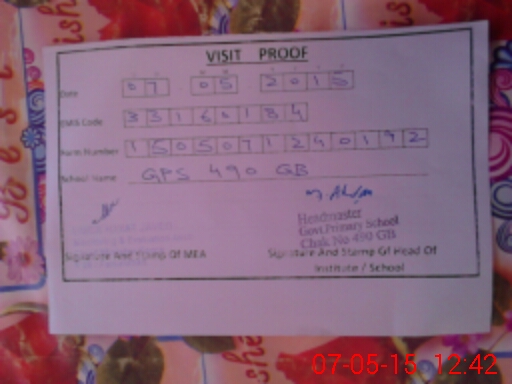 VISIT PROOF
Date 07 05 2015
EMIS Code 33160134
Form Number 1505071240192
School Name GPS 490 GB
Headmaster
Govt Primary School
Chak No 490 GB
Signature And Stamp Of MEA
Signature And Stamp Of Head Of
Institute / School
07-05-15 12:42